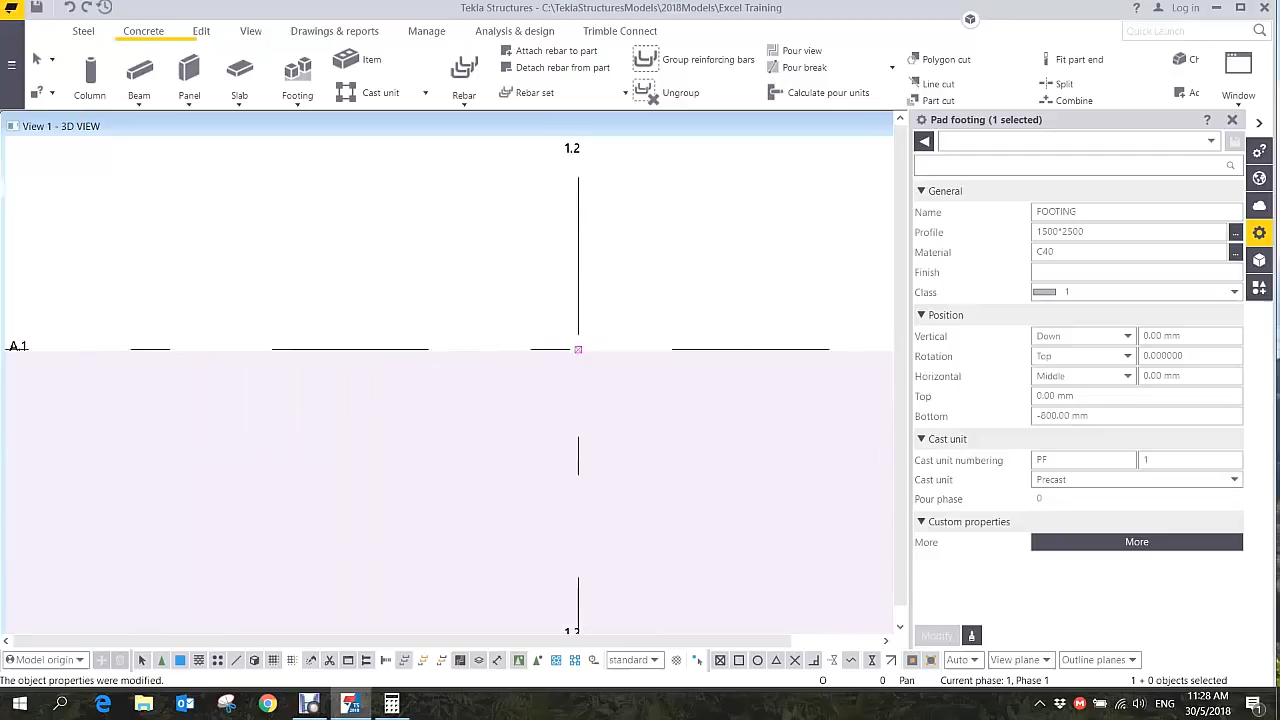 Tekla Structures - C:\TeklaStructuresModels\2018Models\Excel Training
? Log in
Steel Concrete Edit View Drawings & reports Manage Analysis & design Trimble Connect
Quick Launch
Column Beam Panel Slab Footing Item Cast unit Rebar
Attach rebar to part
Detach rebar from part
Rebar set
Group reinforcing bars
Ungroup
Pour view
Pour break
Calculate pour units
Polygon cut
Line cut
Part cut
Fit part end
Split
Combine
Window
View 1 - 3D VIEW
1.2
A.1
Pad footing (1 selected) ?
General
Name FOOTING
Profile 1500*2500 ...
Material C40 ...
Finish
Class 1
Position
Vertical Down 0.00 mm
Rotation Top 0.000000
Horizontal Middle 0.00 mm
Top 0.00 mm
Bottom -800.00 mm
Cast unit
Cast unit numbering PF 1
Cast unit Precast
Pour phase 0
Custom properties
More More
Modify
Model origin standard Auto View plane Outline planes
The object properties were modified. O 0 Pan Current phase: 1, Phase 1 1 + 0 objects selected
ENG 11:28 AM
30/5/2018